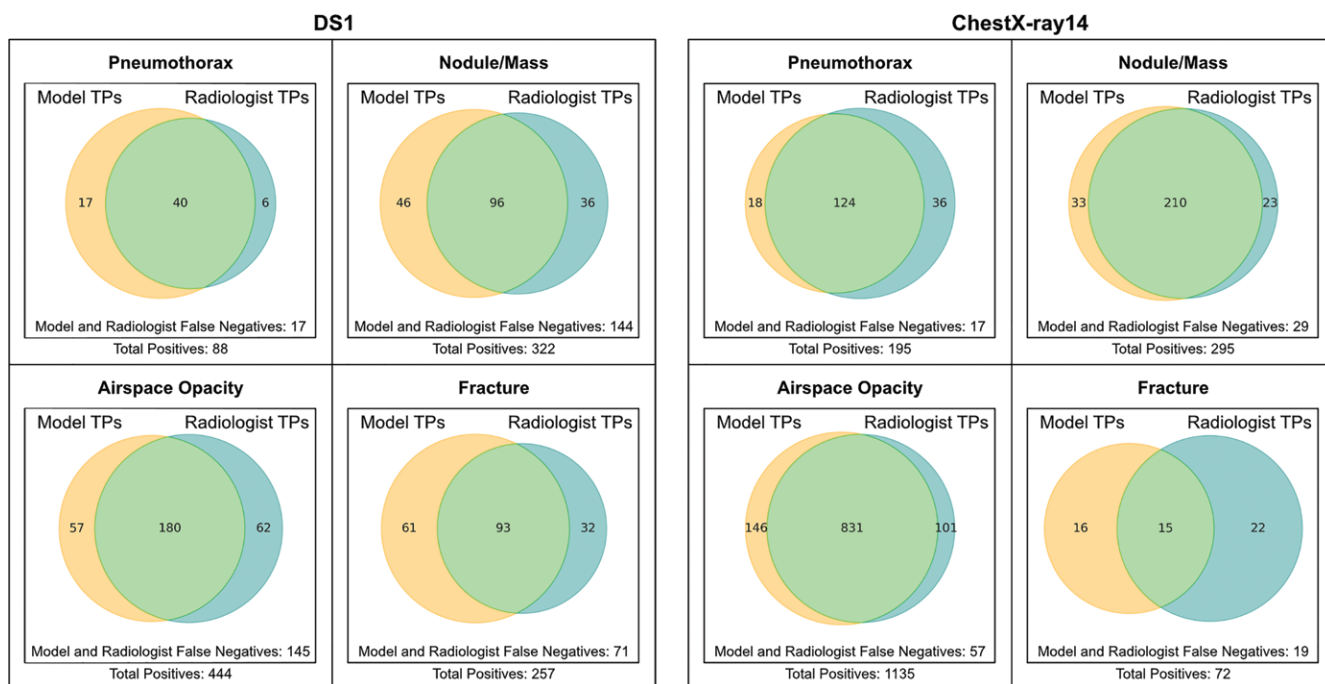 DS1
Pneumothorax
Model TPs
Radiologist TPs
17
40
6
Model and Radiologist False Negatives: 17
Total Positives: 88
Nodule/Mass
Model TPs
Radiologist TPs
46
96
36
Model and Radiologist False Negatives: 144
Total Positives: 322
Airspace Opacity
Model TPs
Radiologist TPs
57
180
62
Model and Radiologist False Negatives: 145
Total Positives: 444
Fracture
Model TPs
Radiologist TPs
61
93
32
Model and Radiologist False Negatives: 71
Total Positives: 257
ChestX-ray14
Pneumothorax
Model TPs
Radiologist TPs
18
124
36
Model and Radiologist False Negatives: 17
Total Positives: 195
Nodule/Mass
Model TPs
Radiologist TPs
33
210
23
Model and Radiologist False Negatives: 29
Total Positives: 295
Airspace Opacity
Model TPs
Radiologist TPs
146
831
101
Model and Radiologist False Negatives: 57
Total Positives: 1135
Fracture
Model TPs
Radiologist TPs
16
15
22
Model and Radiologist False Negatives: 19
Total Positives: 72